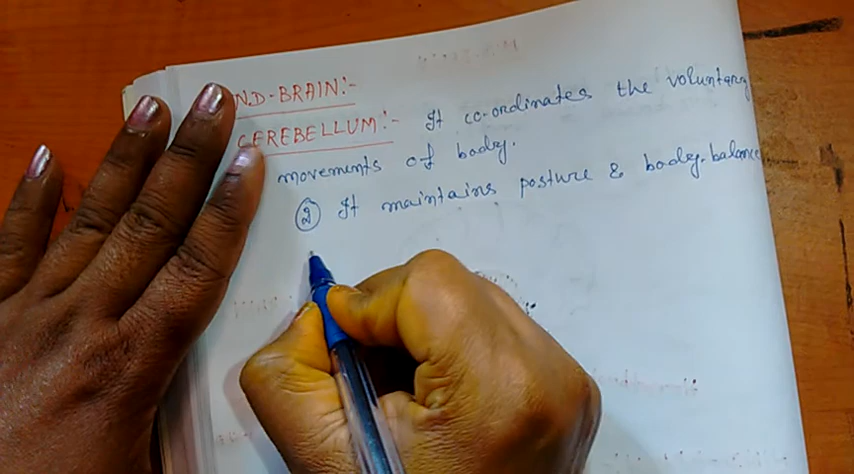 ND-BRAIN:-
CEREBELLUM:- It co-ordinates the voluntary
movements of body.
② It maintains posture & body balance